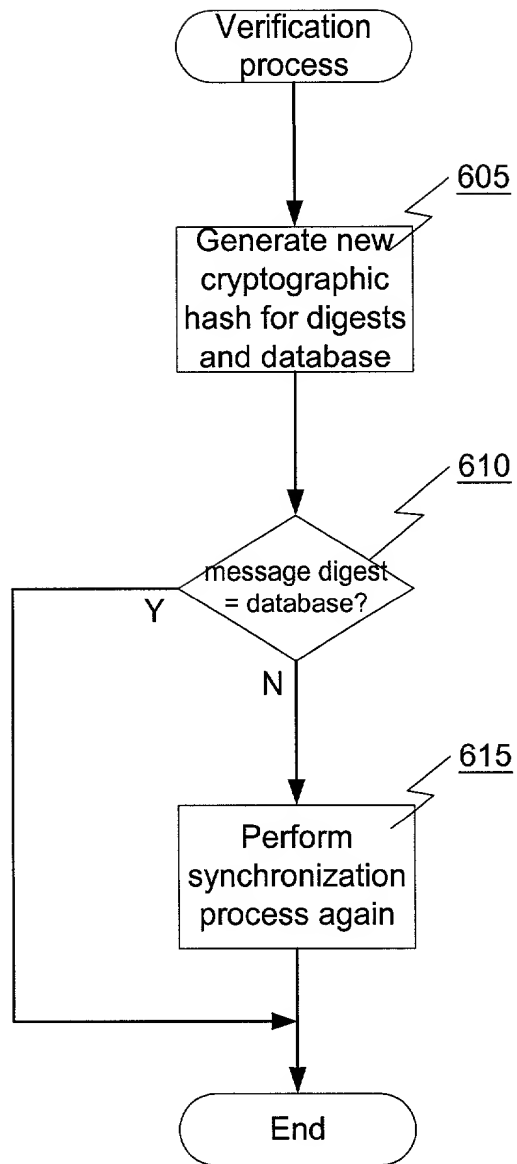 Verification
process
605
Generate new
cryptographic
hash for digests
and database
610
message digest
= database?
Y
N
615
Perform
synchronization
process again
End